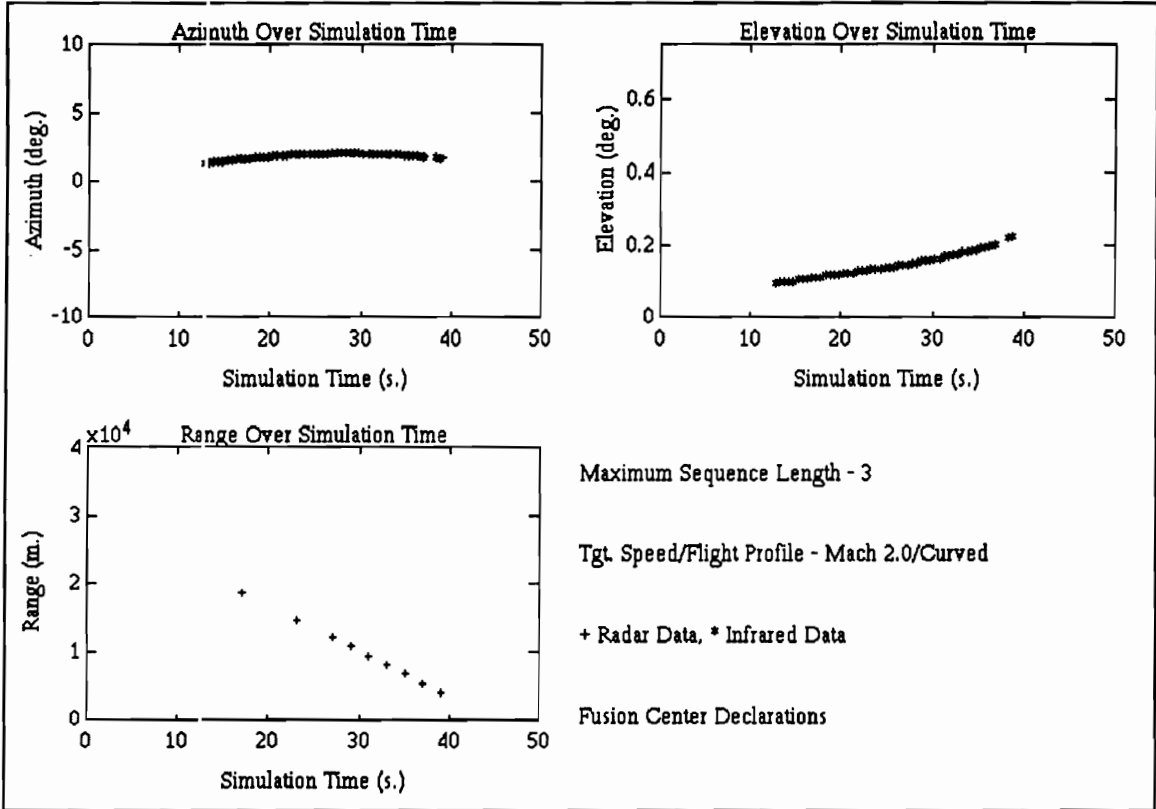 Azimuth Over Simulation Time
10
5
0
-5
-10
Azimuth (deg.)
0 10 20 30 40 50
Simulation Time (s.)
Elevation Over Simulation Time
0.6
0.4
0.2
0
Elevation (deg.)
0 10 20 30 40 50
Simulation Time (s.)
×10⁴
Range Over Simulation Time
4
3
2
1
0
Range (m.)
0 10 20 30 40 50
Simulation Time (s.)
Maximum Sequence Length - 3
Tgt. Speed/Flight Profile - Mach 2.0/Curved
+ Radar Data, * Infrared Data
Fusion Center Declarations